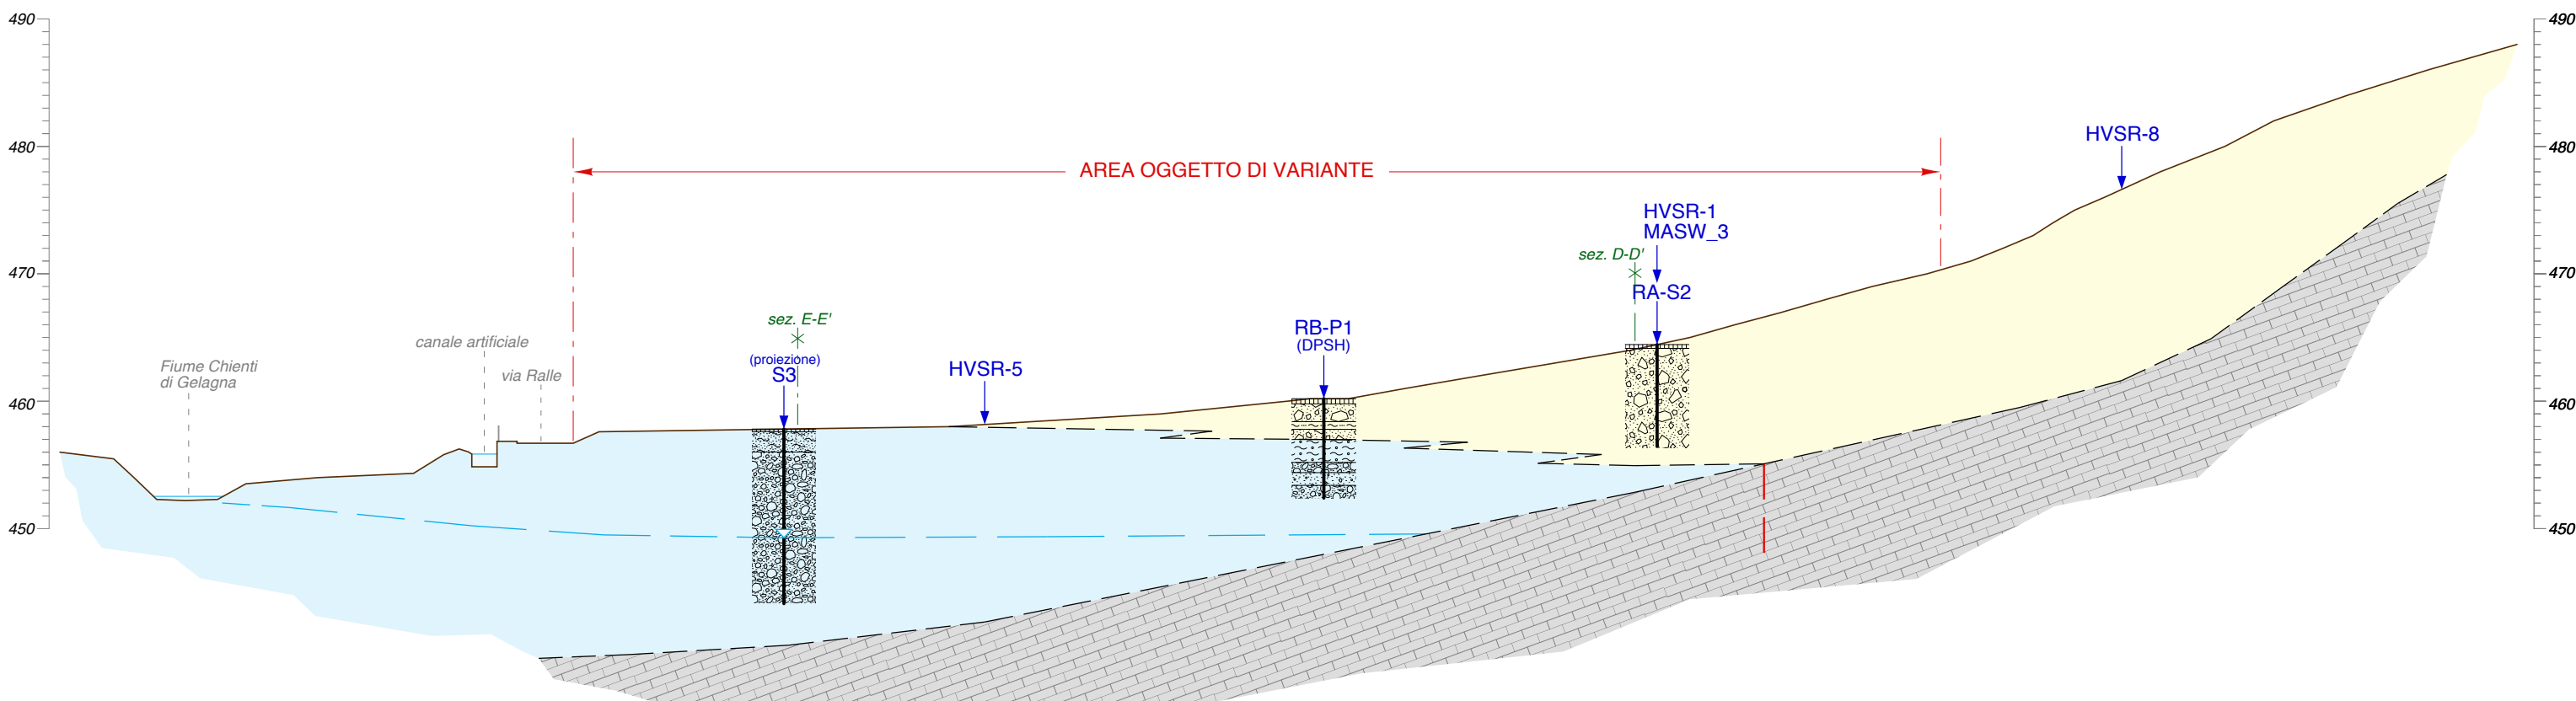 490
490
HVSR-8
480
480
AREA OGGETTO DI VARIANTE
HVSR-1
MASW_3
sez. D-D'
470
470
RA-S2
sez. E-E'
RB-P1
(DPSH)
canale artificiale
(proiezione)
S3
HVSR-5
Fiume Chienti
di Gelagna
via Ralle
460
460
450
450